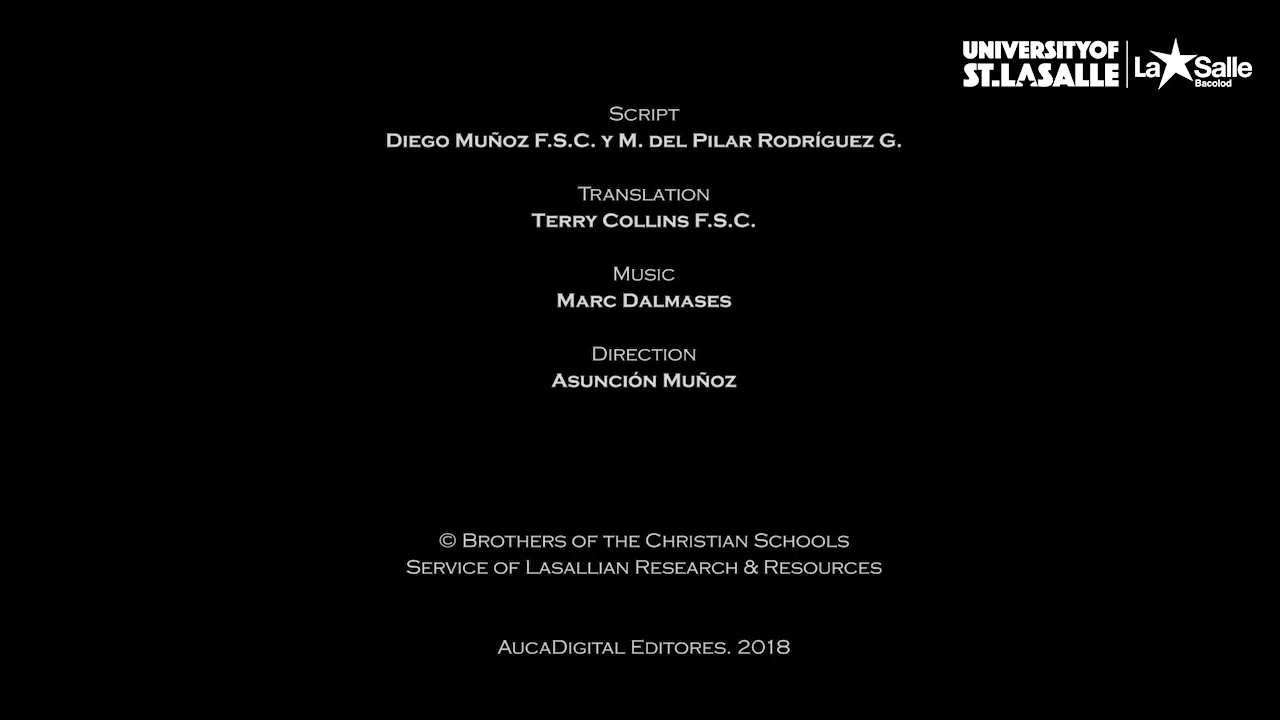 UNIVERSITY OF
ST. LA SALLE
La Salle
Bacolod
SCRIPT
DIEGO MUÑOZ F.S.C. Y M. DEL PILAR RODRÍGUEZ G.
TRANSLATION
TERRY COLLINS F.S.C.
MUSIC
MARC DALMASES
DIRECTION
ASUNCIÓN MUÑOZ
© BROTHERS OF THE CHRISTIAN SCHOOLS
SERVICE OF LASALLIAN RESEARCH & RESOURCES
AUCADIGITAL EDITORES. 2018